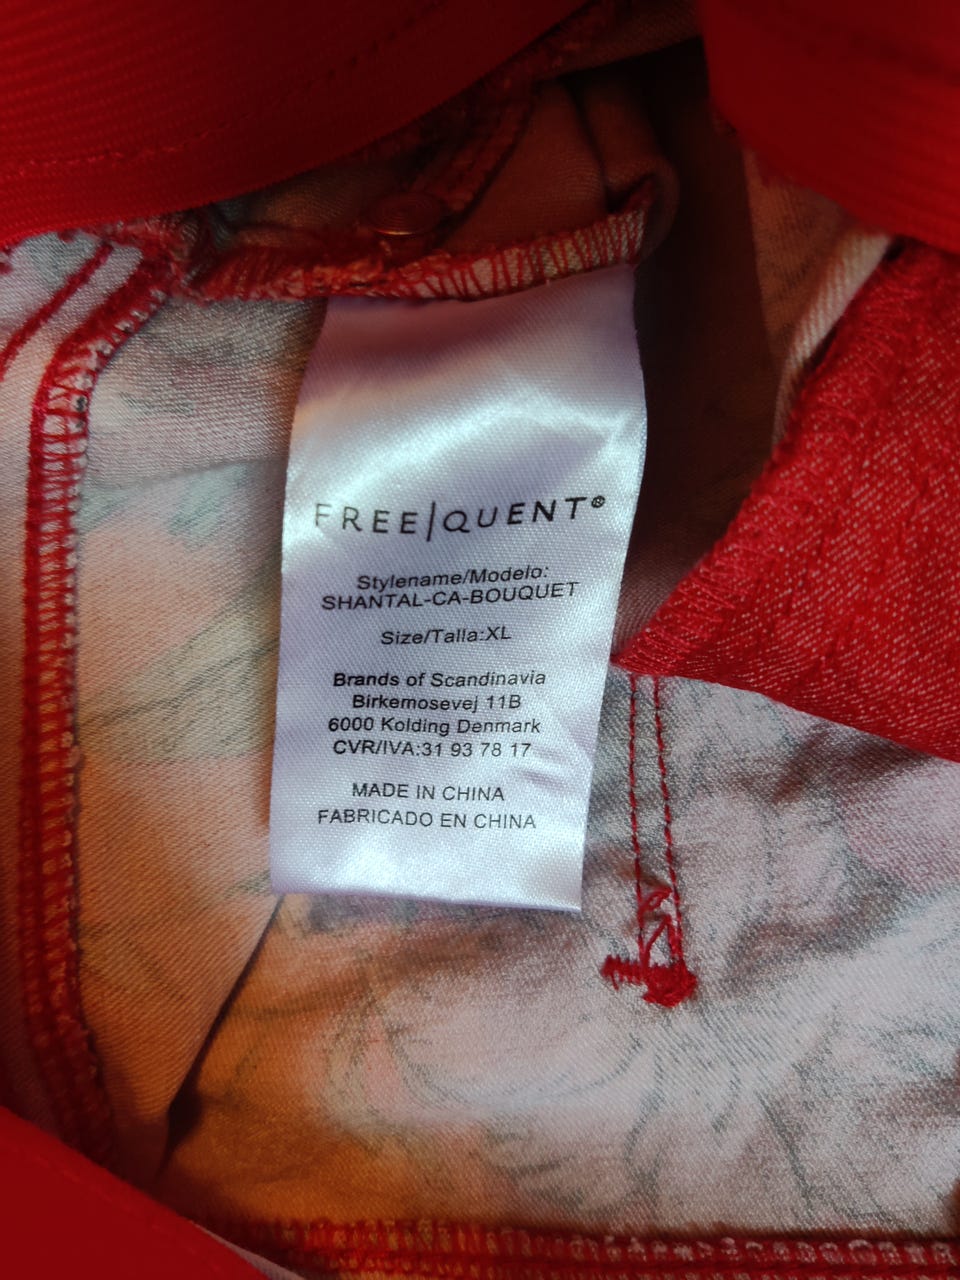 FREE|QUENT®
Stylename/Modelo:
SHANTAL-CA-BOUQUET
Size/Talla:XL
Brands of Scandinavia
Birkemosevej 11B
6000 Kolding Denmark
CVR/IVA:31 93 78 17
MADE IN CHINA
FABRICADO EN CHINA